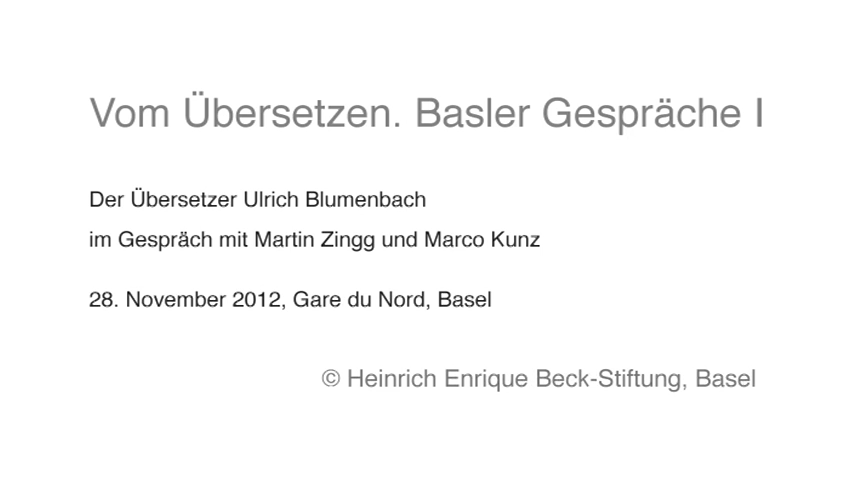 Vom Übersetzen. Basler Gespräche I
Der Übersetzer Ulrich Blumenbach
im Gespräch mit Martin Zingg und Marco Kunz
28. November 2012, Gare du Nord, Basel
© Heinrich Enrique Beck-Stiftung, Basel